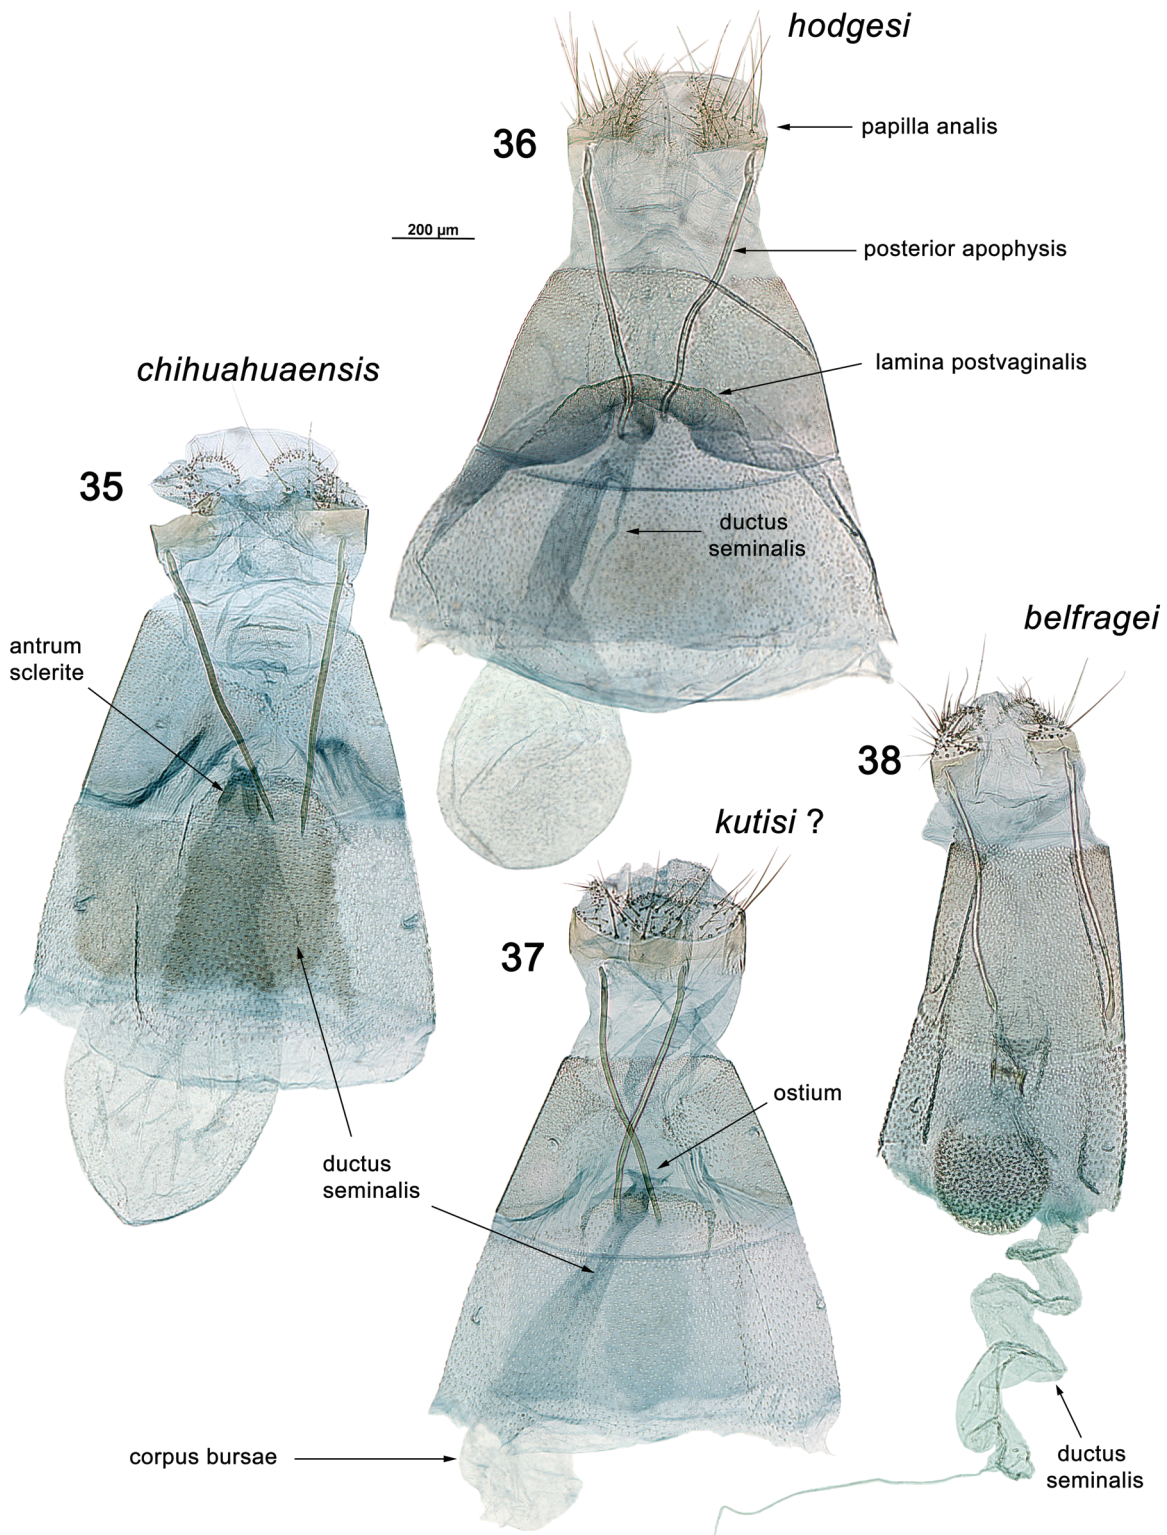 hodgesi
36
papilla analis
200 µm
posterior apophysis
lamina postvaginalis
chihuahuaensis
35
ductus
seminalis
antrum
sclerite
belfragei
38
kutisi ?
37
ostium
ductus
seminalis
corpus bursae
ductus
seminalis